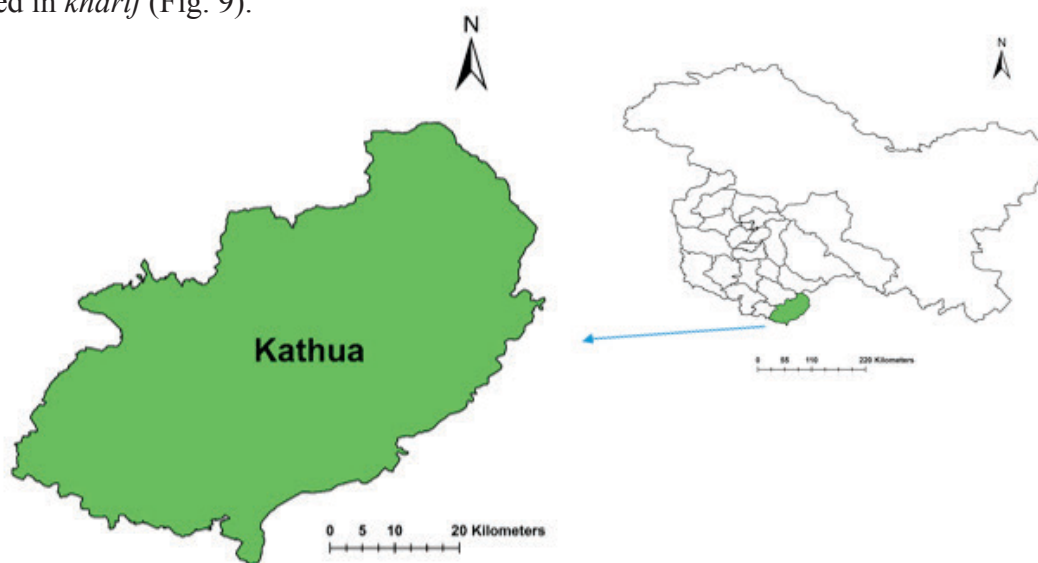 ed in kharif (Fig. 9).
N
N
Kathua
0 55 110 220 Kilometers
0 5 10 20 Kilometers